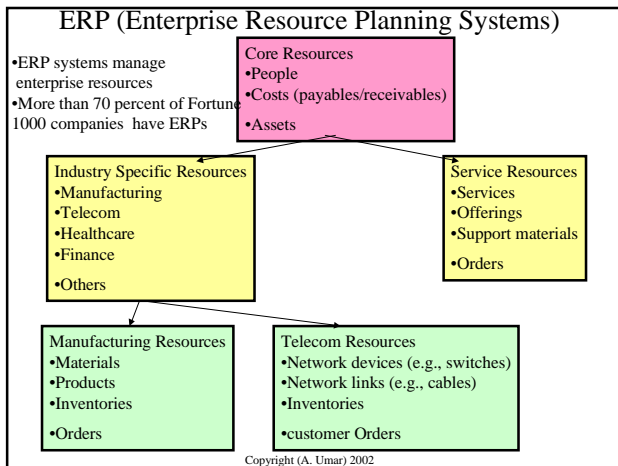 ERP (Enterprise Resource Planning Systems)
•ERP systems manage
enterprise resources
•More than 70 percent of Fortune
1000 companies have ERPs
Core Resources
•People
•Costs (payables/receivables)
•Assets
Industry Specific Resources
•Manufacturing
•Telecom
•Healthcare
•Finance
•Others
Service Resources
•Services
•Offerings
•Support materials
•Orders
Manufacturing Resources
•Materials
•Products
•Inventories
•Orders
Telecom Resources
•Network devices (e.g., switches)
•Network links (e.g., cables)
•Inventories
•customer Orders
Copyright (A. Umar) 2002